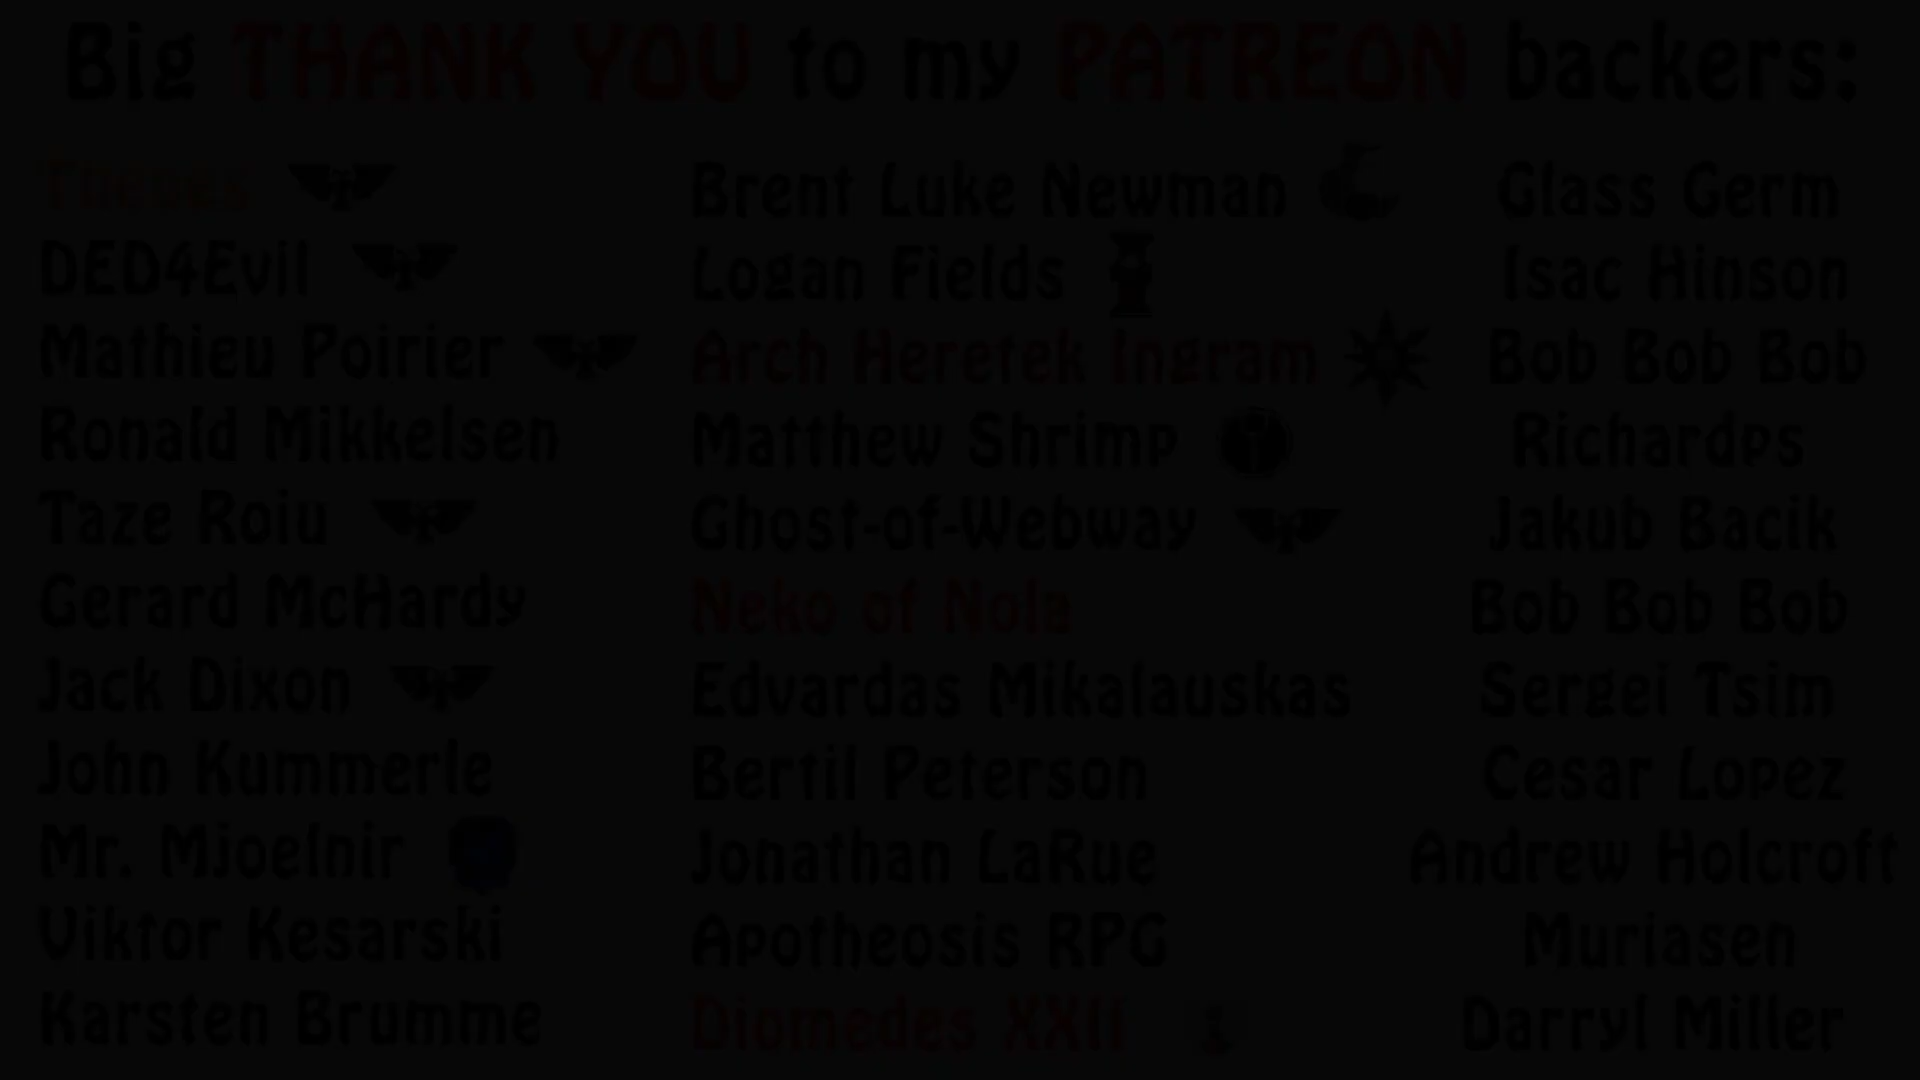 Big THANK YOU to my PATREON backers:
Thebes
DED4Evil
Mathieu Poirier
Ronald Mikkelsen
Taze Roiu
Gerard McHardy
Jack Dixon
John Kummerle
Mr. Mjoelnir
Viktor Kesarski
Karsten Brumme
Brent Luke Newman
Logan Fields
Arch Heretek Ingram
Matthew Shrimp
Ghost-of-Webway
Neko of Nola
Edvardas Mikalauskas
Bertil Peterson
Jonathan LaRue
Apotheosis RPG
Diomedes XXII
Glass Germ
Isac Hinson
Bob Bob Bob
Richardps
Jakub Bacik
Bob Bob Bob
Sergei Tsim
Cesar Lopez
Andrew Holcroft
Muriasen
Darryl Miller